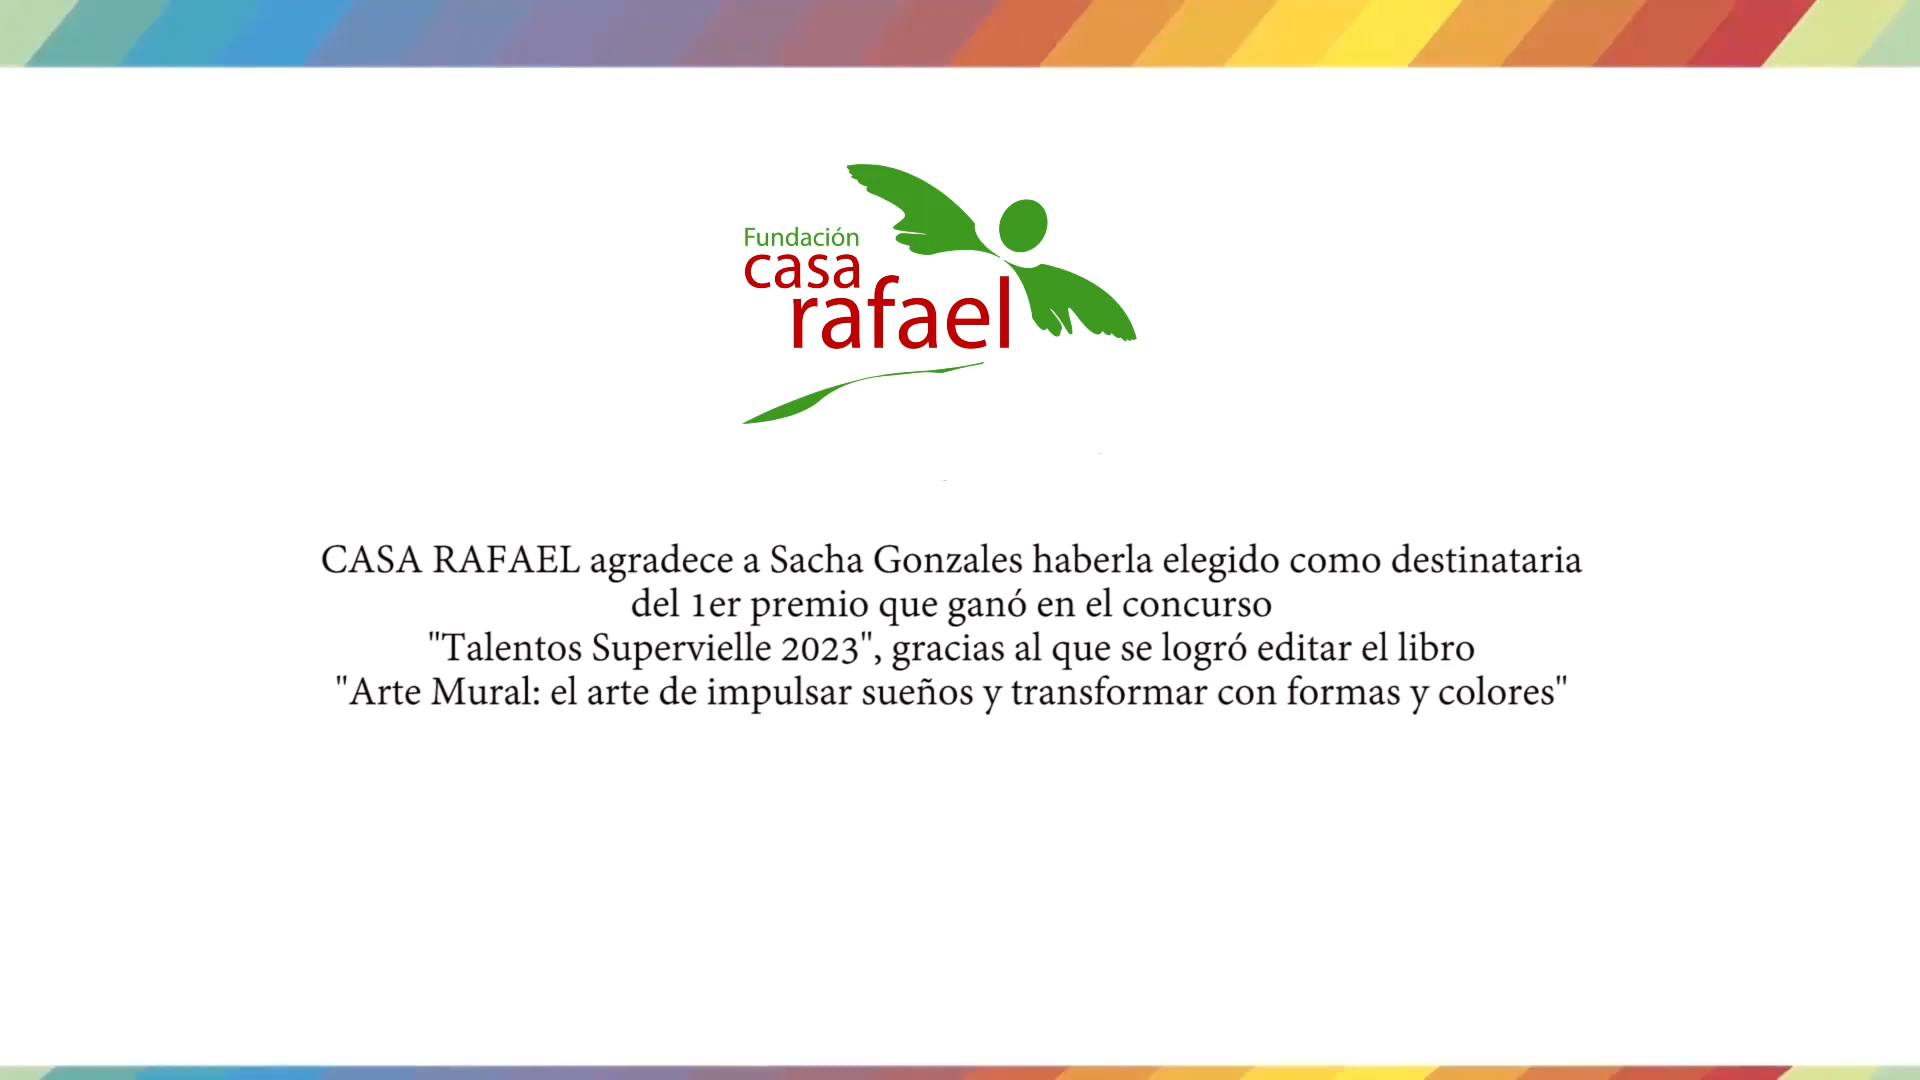 Fundación
casa
rafael
CASA RAFAEL agradece a Sacha Gonzales haberla elegido como destinataria
del 1er premio que ganó en el concurso
"Talentos Supervielle 2023", gracias al que se logró editar el libro
"Arte Mural: el arte de impulsar sueños y transformar con formas y colores"